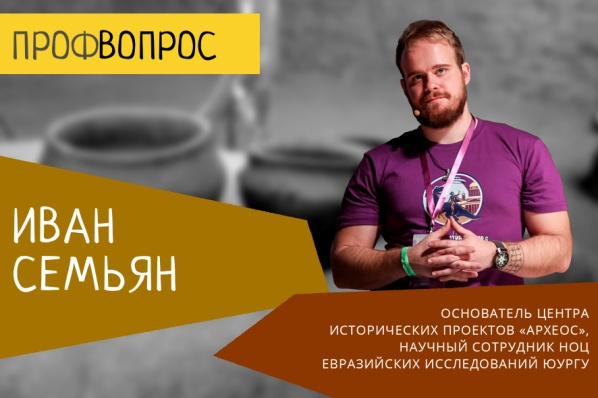 ПРОФВОПРОС
ИВАН
СЕМЬЯН
ОСНОВАТЕЛЬ ЦЕНТРА
ИСТОРИЧЕСКИХ ПРОЕКТОВ «АРХЕОС»,
НАУЧНЫЙ СОТРУДНИК НОЦ
ЕВРАЗИЙСКИХ ИССЛЕДОВАНИЙ ЮУРГУ